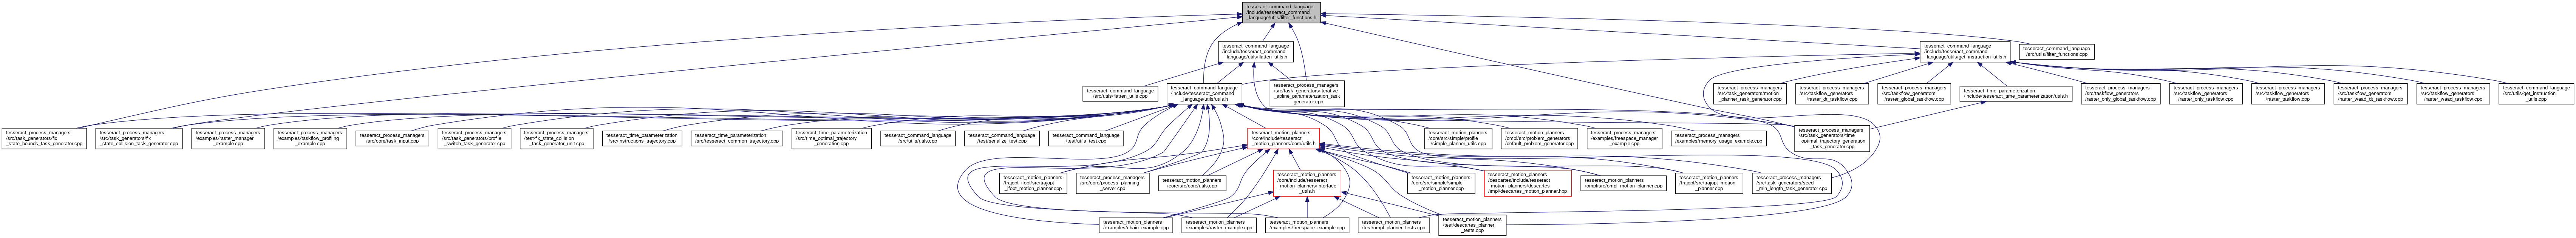 tesseract_command_language
/include/tesseract_command
_language/utils/filter_functions.h
tesseract_command_language
/include/tesseract_command
_language/utils/flatten_utils.h
tesseract_command_language
/include/tesseract_command
_language/utils/get_instruction_utils.h
tesseract_command_language
/src/utils/filter_functions.cpp
tesseract_command_language
/src/utils/flatten_utils.cpp
tesseract_command_language
/include/tesseract_command
_language/utils/utils.h
tesseract_process_managers
/src/task_generators/iterative
_spline_parameterization_task
_generator.cpp
tesseract_process_managers
/src/task_generators/motion
_planner_task_generator.cpp
tesseract_process_managers
/src/taskflow_generators
/raster_dt_taskflow.cpp
tesseract_process_managers
/src/taskflow_generators
/raster_global_taskflow.cpp
tesseract_time_parameterization
/include/tesseract_time_parameterization/utils.h
tesseract_process_managers
/src/taskflow_generators
/raster_only_global_taskflow.cpp
tesseract_process_managers
/src/taskflow_generators
/raster_only_taskflow.cpp
tesseract_process_managers
/src/taskflow_generators
/raster_taskflow.cpp
tesseract_process_managers
/src/taskflow_generators
/raster_waad_dt_taskflow.cpp
tesseract_process_managers
/src/taskflow_generators
/raster_waad_taskflow.cpp
tesseract_command_language
/src/utils/get_instruction
_utils.cpp
tesseract_process_managers
/src/task_generators/fix
_state_bounds_task_generator.cpp
tesseract_process_managers
/src/task_generators/fix
_state_collision_task_generator.cpp
tesseract_process_managers
/examples/raster_manager
_example.cpp
tesseract_process_managers
/examples/taskflow_profiling
_example.cpp
tesseract_process_managers
/src/core/task_input.cpp
tesseract_process_managers
/src/task_generators/profile
_switch_task_generator.cpp
tesseract_process_managers
/test/fix_state_collision
_task_generator_unit.cpp
tesseract_time_parameterization
/src/instructions_trajectory.cpp
tesseract_time_parameterization
/src/tesseract_common_trajectory.cpp
tesseract_time_parameterization
/src/time_optimal_trajectory
_generation.cpp
tesseract_command_language
/src/utils/utils.cpp
tesseract_command_language
/test/serialize_test.cpp
tesseract_command_language
/test/utils_test.cpp
tesseract_motion_planners
/core/include/tesseract
_motion_planners/core/utils.h
tesseract_motion_planners
/core/src/simple/profile
/simple_planner_utils.cpp
tesseract_motion_planners
/ompl/src/problem_generators
/default_problem_generator.cpp
tesseract_process_managers
/examples/freespace_manager
_example.cpp
tesseract_process_managers
/examples/memory_usage_example.cpp
tesseract_process_managers
/src/task_generators/time
_optimal_trajectory_generation
_task_generator.cpp
tesseract_motion_planners
/trajopt_ifopt/src/trajopt
_ifopt_motion_planner.cpp
tesseract_process_managers
/src/core/process_planning
_server.cpp
tesseract_motion_planners
/core/src/core/utils.cpp
tesseract_motion_planners
/core/include/tesseract
_motion_planners/interface
_utils.h
tesseract_motion_planners
/core/src/simple/simple
_motion_planner.cpp
tesseract_motion_planners
/descartes/include/tesseract
_motion_planners/descartes
/impl/descartes_motion_planner.hpp
tesseract_motion_planners
/ompl/src/ompl_motion_planner.cpp
tesseract_motion_planners
/trajopt/src/trajopt_motion
_planner.cpp
tesseract_process_managers
/src/task_generators/seed
_min_length_task_generator.cpp
tesseract_motion_planners
/examples/chain_example.cpp
tesseract_motion_planners
/examples/raster_example.cpp
tesseract_motion_planners
/examples/freespace_example.cpp
tesseract_motion_planners
/test/ompl_planner_tests.cpp
tesseract_motion_planners
/test/descartes_planner
_tests.cpp